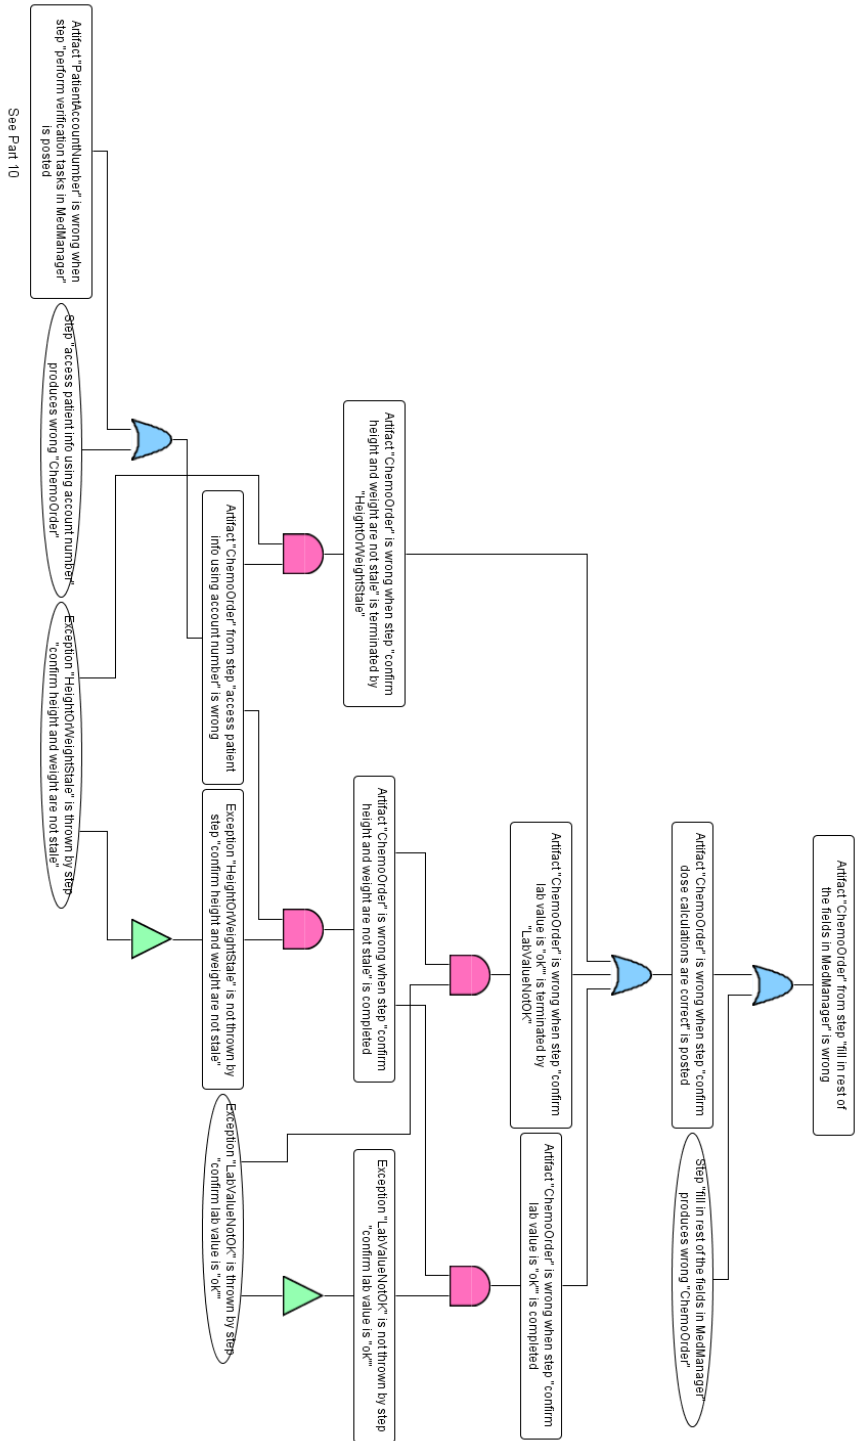 Artifact "ChemoOrder" from step "fill in rest of
the fields in MedManager" is wrong
Artifact "ChemoOrder" is wrong when step "confirm
dose calculations are correct" is posted
Step "fill in rest of the fields in MedManager"
produces wrong "ChemoOrder"
Artifact "ChemoOrder" is wrong when step "confirm
lab value is "ok"" is terminated by
"LabValueNotOK"
Artifact "ChemoOrder" is wrong when step "confirm
lab value is "ok"" is completed
Artifact "ChemoOrder" is wrong when step "confirm
height and weight are not stale" is terminated by
"HeightOrWeightStale"
Artifact "ChemoOrder" is wrong when step "confirm
height and weight are not stale" is completed
Exception "LabValueNotOK" is not thrown by step
"confirm lab value is "ok""
Artifact "ChemoOrder" from step "access patient
info using account number" is wrong
Exception "HeightOrWeightStale" is not thrown by
step "confirm height and weight are not stale"
Exception "LabValueNotOK" is thrown by step
"confirm lab value is "ok""
Artifact "PatientAccountNumber" is wrong when
step "perform verification tasks in MedManager"
is posted
Step "access patient info using account number"
produces wrong "ChemoOrder"
Exception "HeightOrWeightStale" is thrown by step
"confirm height and weight are not stale"
See Part 10